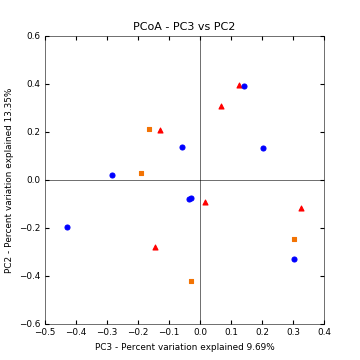 PCoA - PC3 vs PC2
0.6
0.4
0.2
0.0
−0.2
−0.4
−0.6
PC2 - Percent variation explained 13.35%
−0.5 −0.4 −0.3 −0.2 −0.1 0.0 0.1 0.2 0.3 0.4
PC3 - Percent variation explained 9.69%